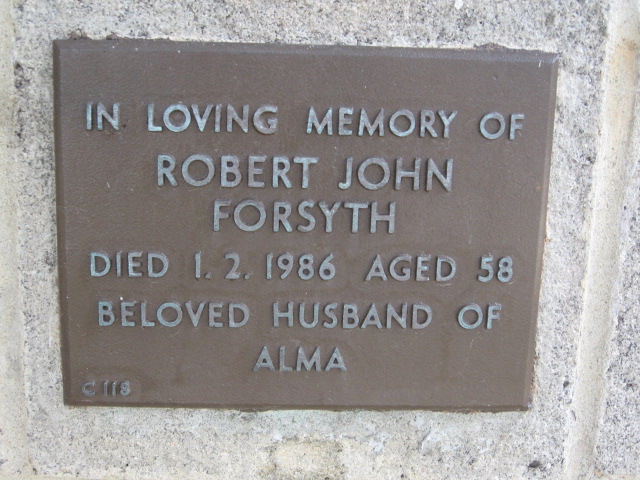 IN LOVING MEMORY OF
ROBERT JOHN
FORSYTH
DIED 1. 2. 1986 AGED 58
BELOVED HUSBAND OF
ALMA
C 118